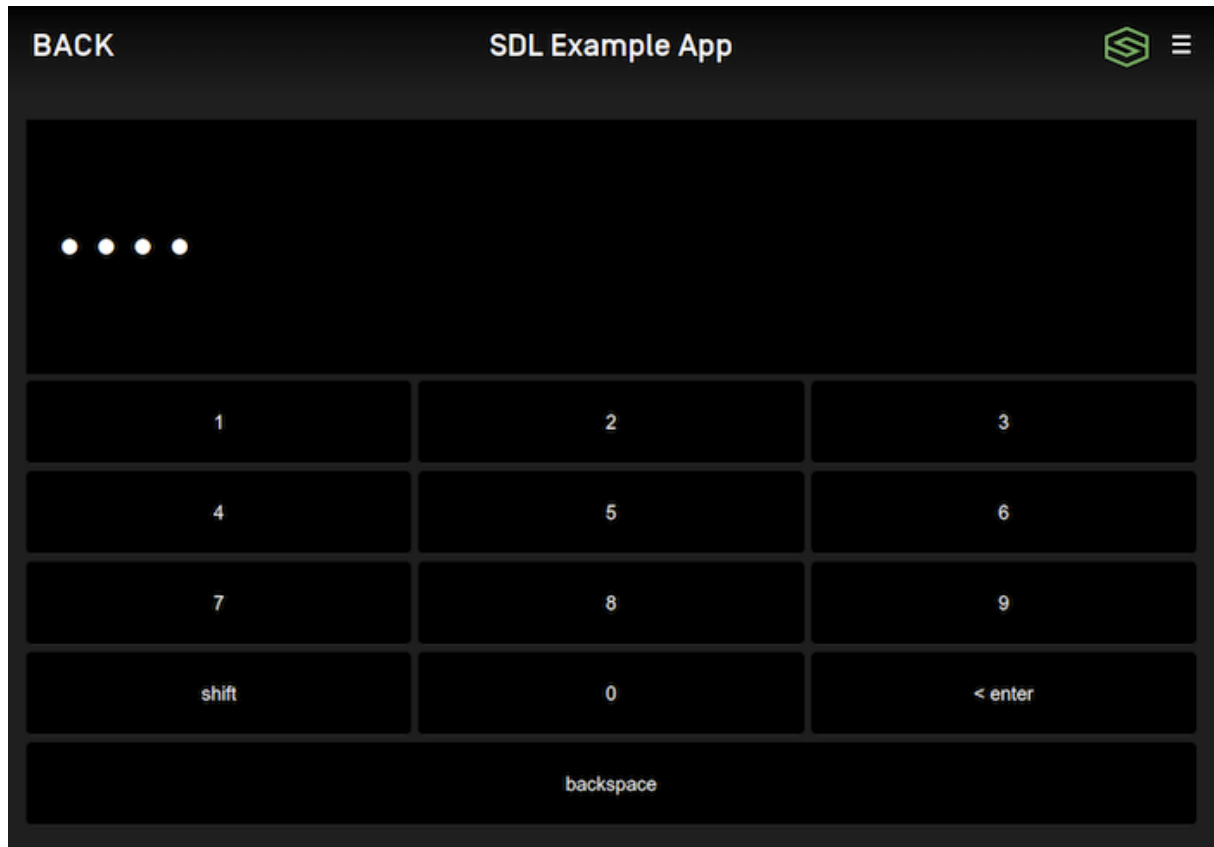 BACK SDL Example App
••••
1 2 3
4 5 6
7 8 9
shift 0 < enter
backspace